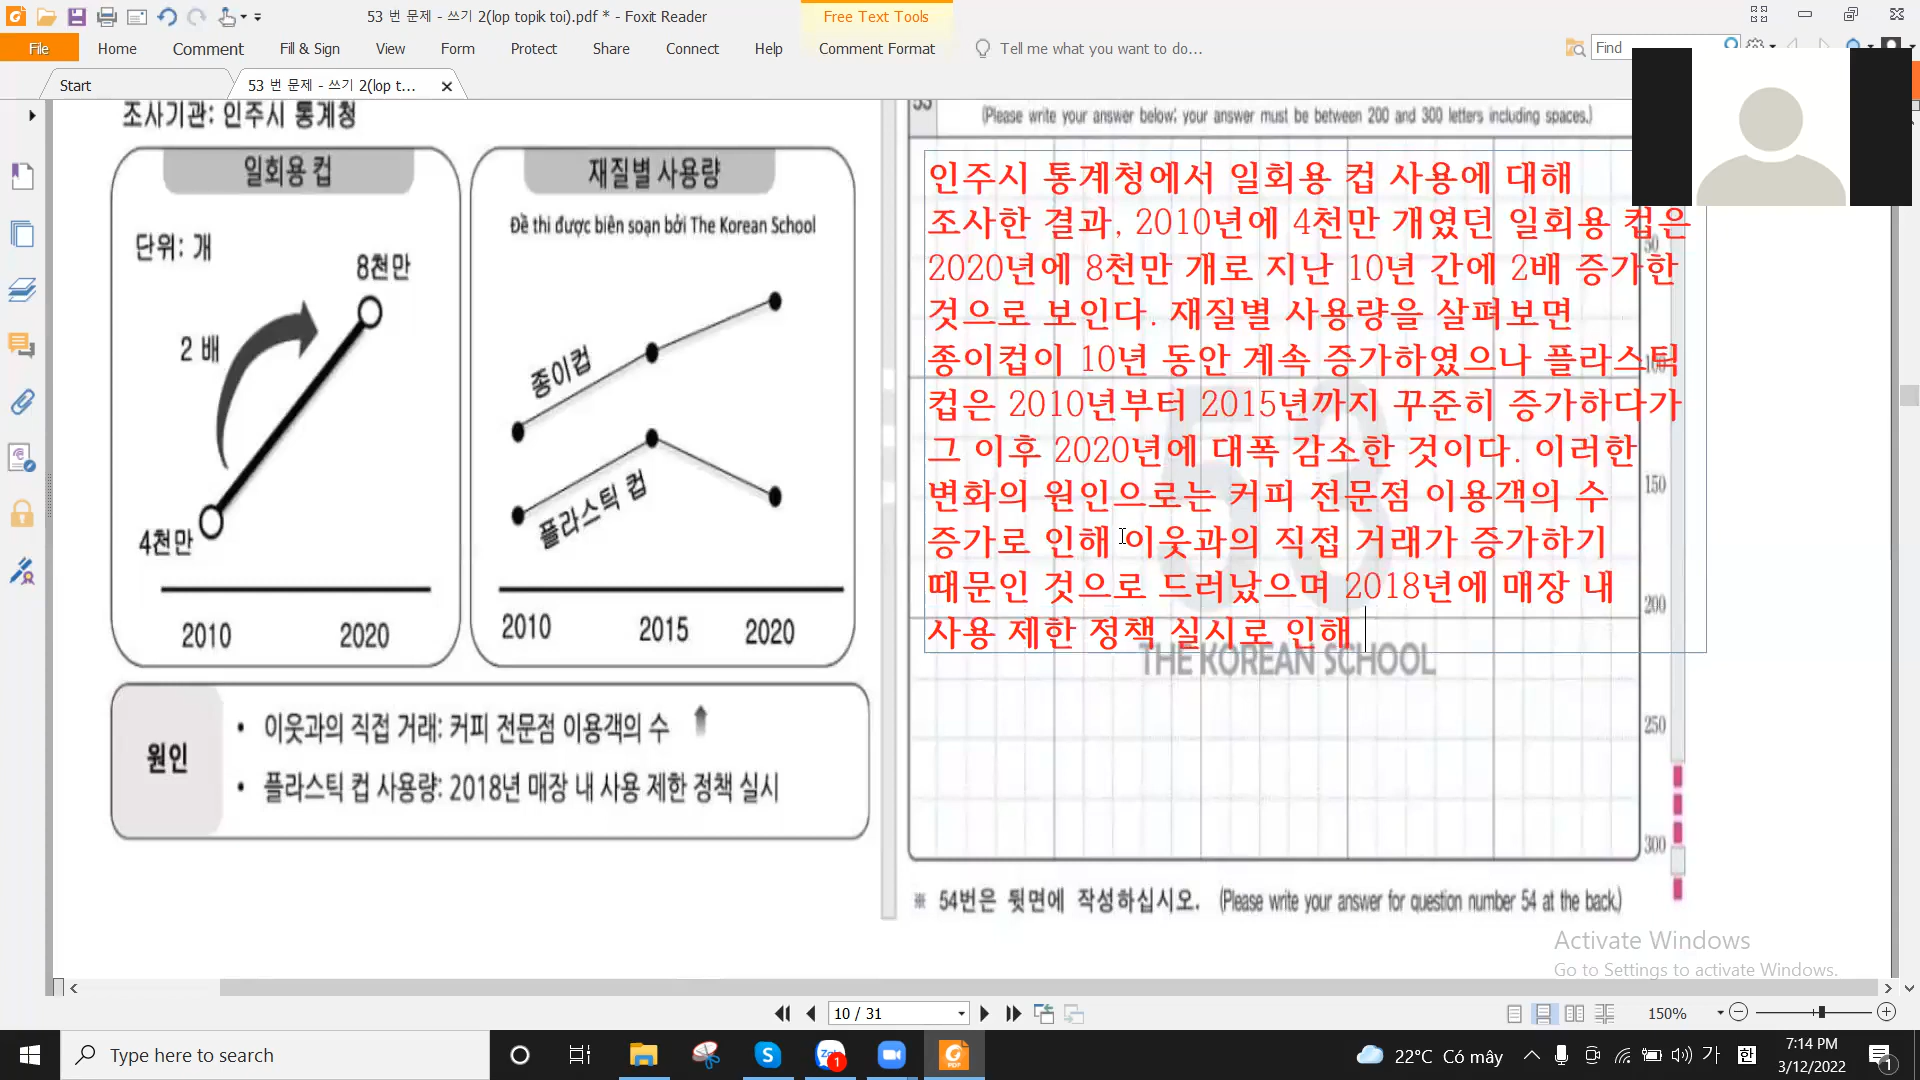 53 번 문제 - 쓰기 2(lop topik toi).pdf * - Foxit Reader
Free Text Tools
File
Home
Comment
Fill & Sign
View
Form
Protect
Share
Connect
Help
Comment Format
Tell me what you want to do...
Find
Start
53 번 문제 - 쓰기 2(lop t...
조사기관: 인주시 통계청
일회용 컵
단위: 개
8천만
2 배
4천만
2010
2020
재질별 사용량
Đề thi được biên soạn bởi The Korean School
종이컵
플라스틱 컵
2010
2015
2020
원인
• 이웃과의 직접 거래: 커피 전문점 이용객의 수
• 플라스틱 컵 사용량: 2018년 매장 내 사용 제한 정책 실시
53
(Please write your answer below; your answer must be between 200 and 300 letters including spaces.)
인주시 통계청에서 일회용 컵 사용에 대해
조사한 결과, 2010년에 4천만 개였던 일회용 컵은
2020년에 8천만 개로 지난 10년 간에 2배 증가한
것으로 보인다. 재질별 사용량을 살펴보면
종이컵이 10년 동안 계속 증가하였으나 플라스틱
컵은 2010년부터 2015년까지 꾸준히 증가하다가
그 이후 2020년에 대폭 감소한 것이다. 이러한
변화의 원인으로는 커피 전문점 이용객의 수
증가로 인해 이웃과의 직접 거래가 증가하기
때문인 것으로 드러났으며 2018년에 매장 내
사용 제한 정책 실시로 인해
53
THE KOREAN SCHOOL
50
100
150
200
250
300
※ 54번은 뒷면에 작성하십시오. (Please write your answer for question number 54 at the back.)
Activate Windows
Go to Settings to activate Windows.
10 / 31
150%
Type here to search
1
22°C Có mây
가
한
7:14 PM
3/12/2022
1